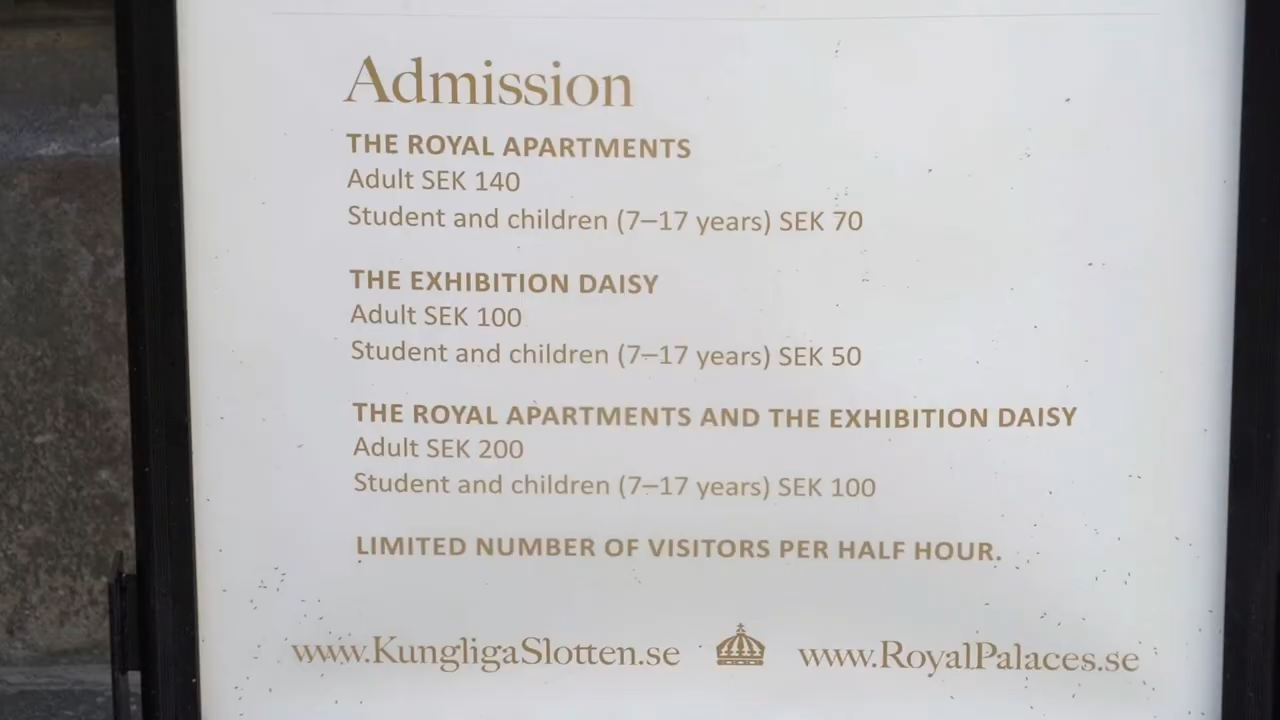 Admission
THE ROYAL APARTMENTS
Adult SEK 140
Student and children (7–17 years) SEK 70
THE EXHIBITION DAISY
Adult SEK 100
Student and children (7–17 years) SEK 50
THE ROYAL APARTMENTS AND THE EXHIBITION DAISY
Adult SEK 200
Student and children (7–17 years) SEK 100
LIMITED NUMBER OF VISITORS PER HALF HOUR.
www.KungligaSlotten.se www.RoyalPalaces.se